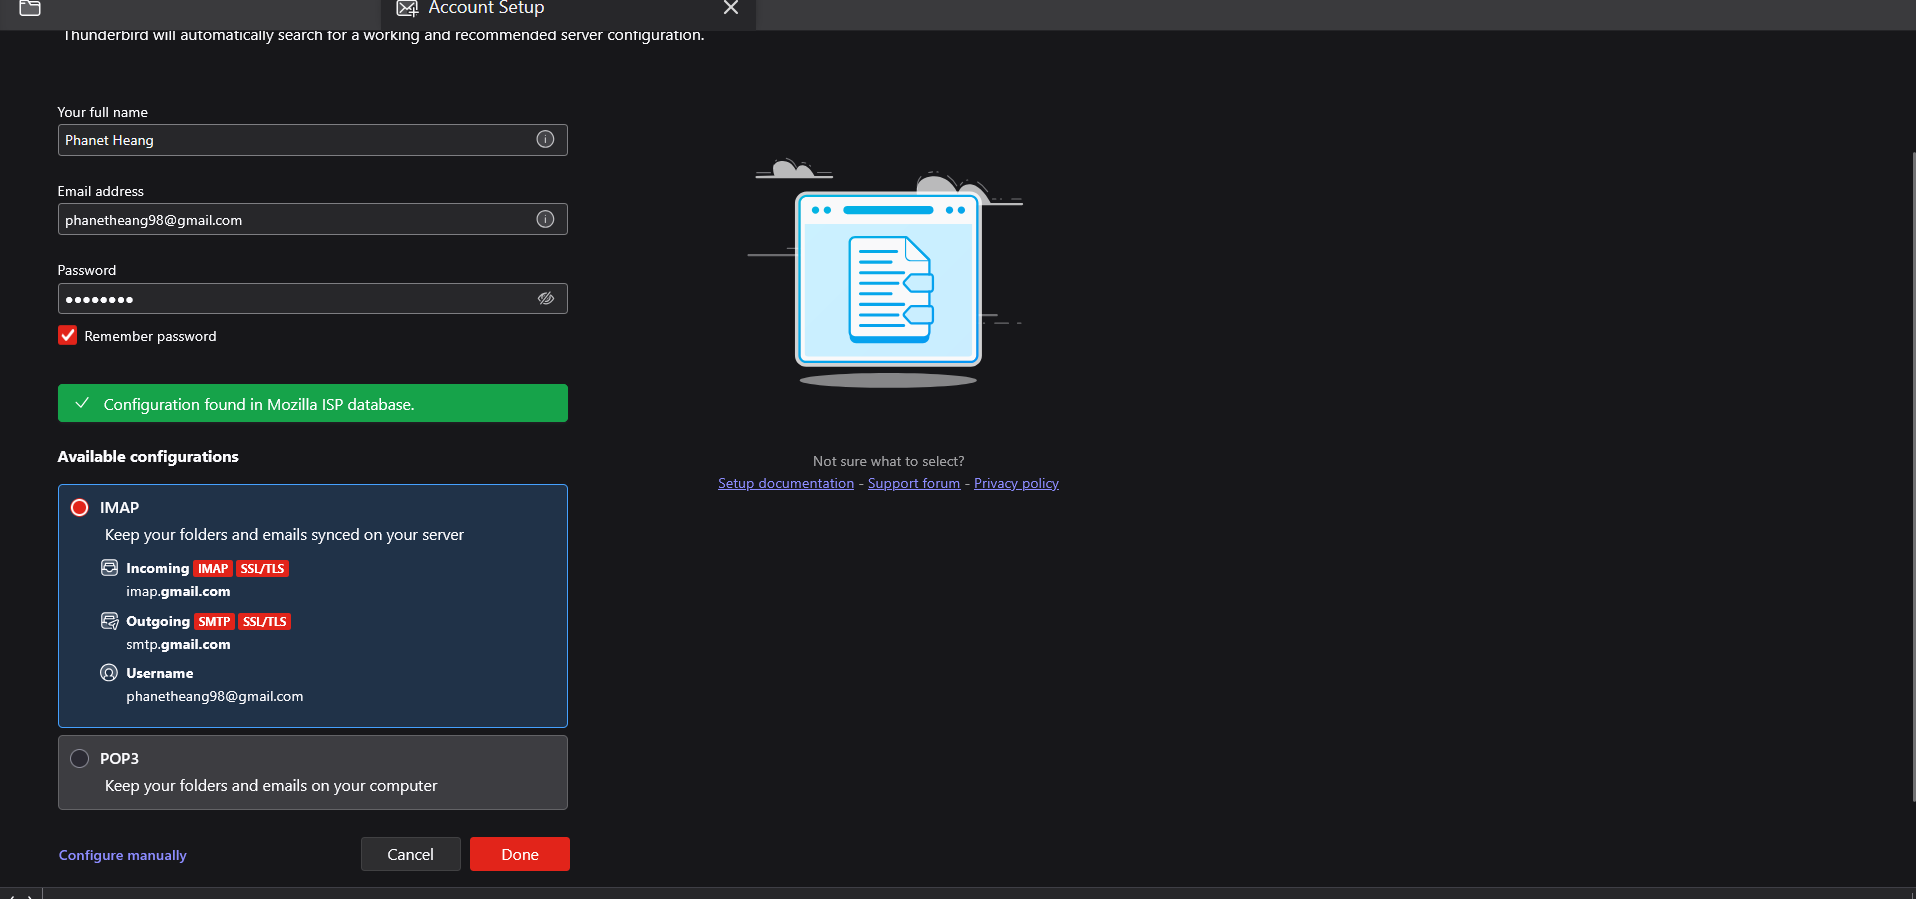 Account Setup
Thunderbird will automatically search for a working and recommended server configuration.
Your full name
Phanet Heang
Email address
phanetheang98@gmail.com
Password
••••••••
Remember password
Configuration found in Mozilla ISP database.
Available configurations
IMAP
Keep your folders and emails synced on your server
Incoming IMAP SSL/TLS
imap.gmail.com
Outgoing SMTP SSL/TLS
smtp.gmail.com
Username
phanetheang98@gmail.com
POP3
Keep your folders and emails on your computer
Configure manually
Cancel
Done
Not sure what to select?
Setup documentation - Support forum - Privacy policy